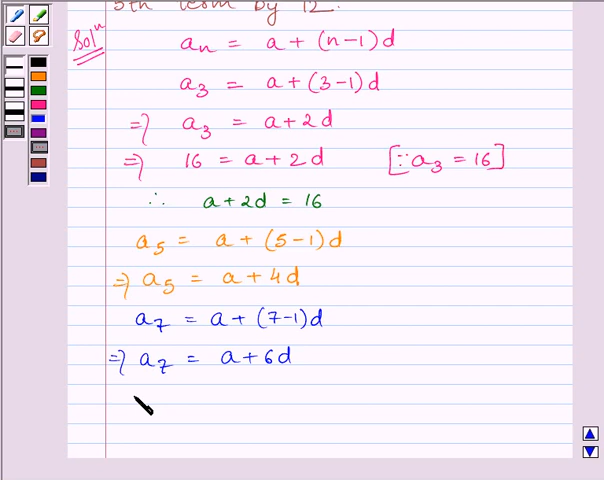 5th term by 12.
Solⁿ
aₙ = a + (n-1)d
a₃ = a + (3-1)d
⇒ a₃ = a+2d
⇒ 16 = a+2d [∵ a₃ = 16]
∴ a+2d = 16
a₅ = a + (5-1)d
⇒ a₅ = a + 4d
a₇ = a + (7-1)d
⇒ a₇ = a + 6d